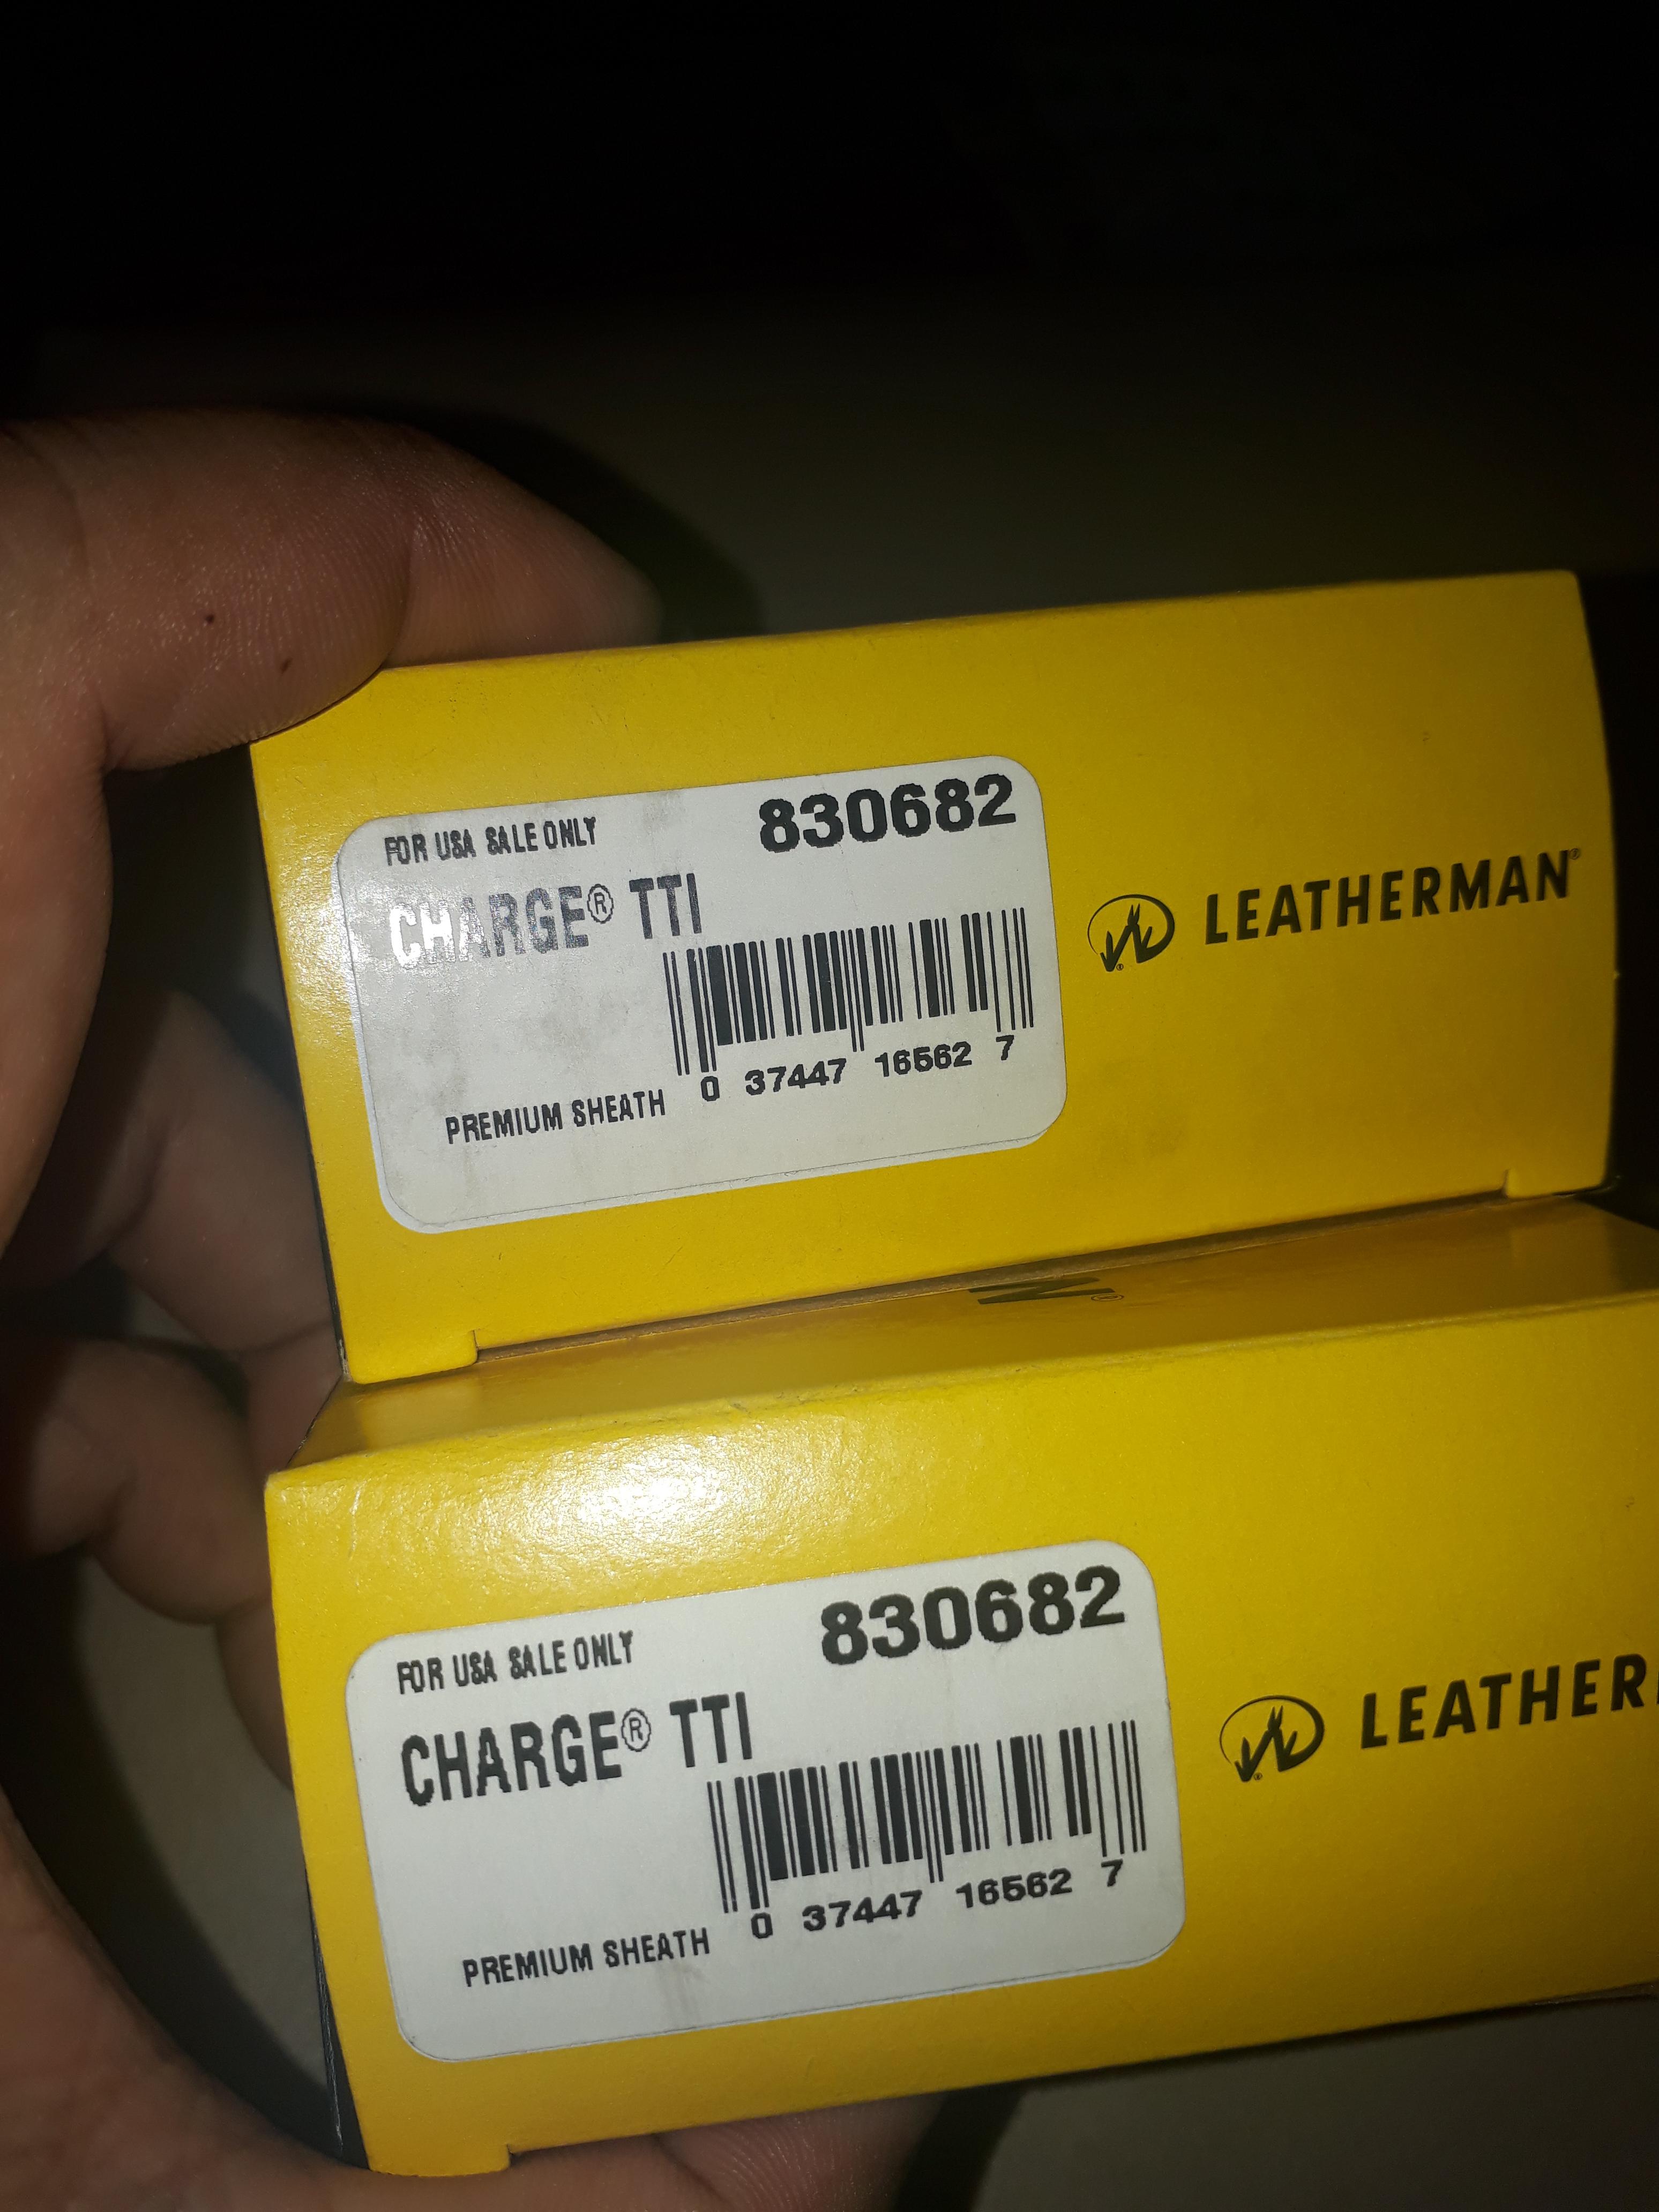 FOR USA SALE ONLY
830682
CHARGE® TTI
0 37447 16562 7
PREMIUM SHEATH
LEATHERMAN®
N®
FOR USA SALE ONLY
830682
CHARGE® TTI
0 37447 16562 7
PREMIUM SHEATH
LEATHER